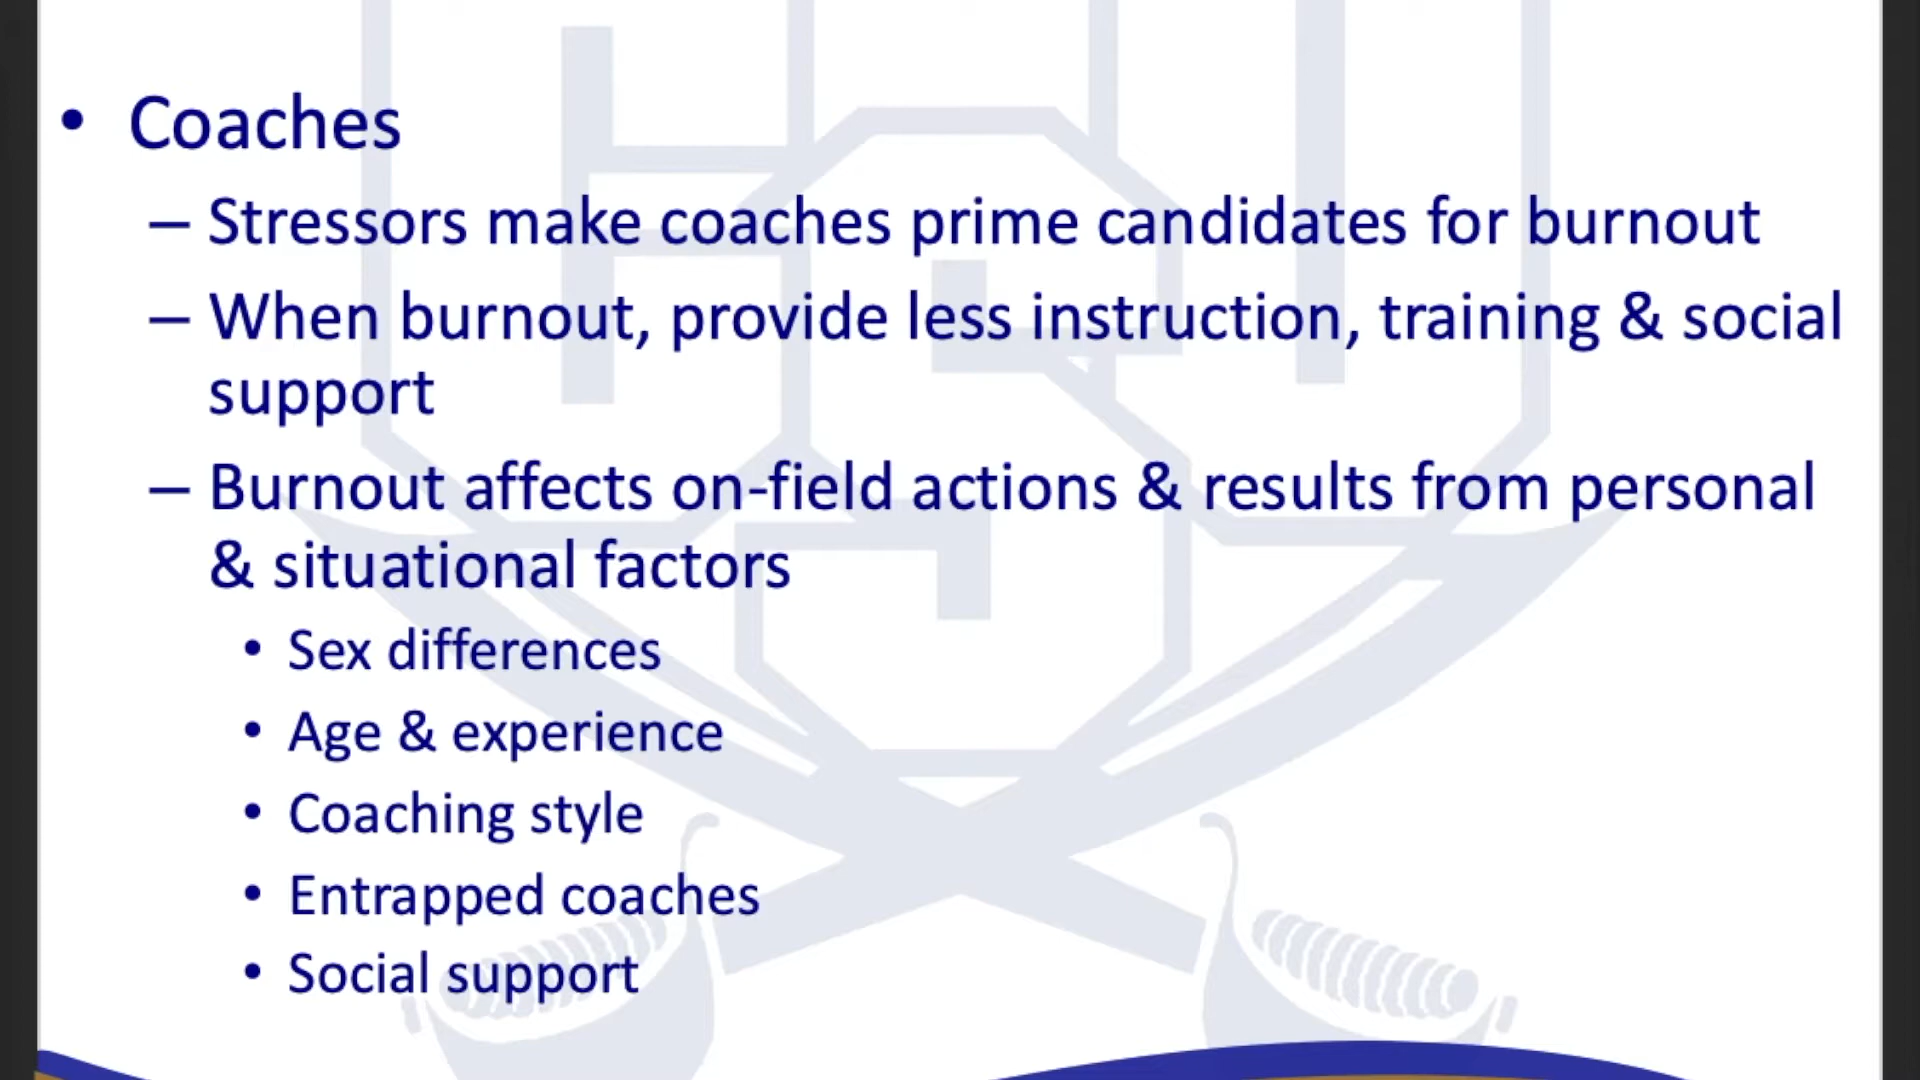 • Coaches
– Stressors make coaches prime candidates for burnout
– When burnout, provide less instruction, training & social
support
– Burnout affects on-field actions & results from personal
& situational factors
• Sex differences
• Age & experience
• Coaching style
• Entrapped coaches
• Social support